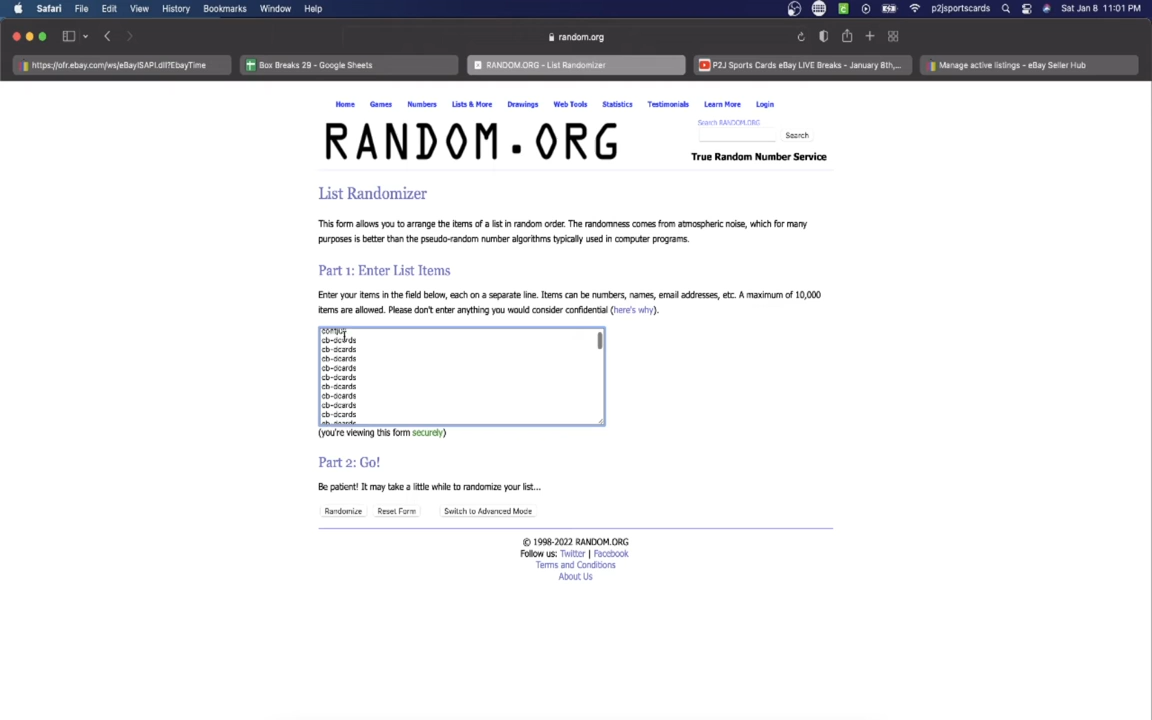 Safari File Edit View History Bookmarks Window Help p2jsportscards Sat Jan 8 11:01 PM
random.org
https://ofr.ebay.com/ws/eBayISAPI.dll?EbayTime Box Breaks 29 - Google Sheets RANDOM.ORG - List Randomizer P2J Sports Cards eBay LIVE Breaks - January 8th,... Manage active listings - eBay Seller Hub
Home Games Numbers Lists & More Drawings Web Tools Statistics Testimonials Learn More Login
Search RANDOM.ORG
RANDOM.ORG
Search
True Random Number Service
List Randomizer
This form allows you to arrange the items of a list in random order. The randomness comes from atmospheric noise, which for many
purposes is better than the pseudo-random number algorithms typically used in computer programs.
Part 1: Enter List Items
Enter your items in the field below, each on a separate line. Items can be numbers, names, email addresses, etc. A maximum of 10,000
items are allowed. Please don't enter anything you would consider confidential (here's why).
cb-dcards
cb-dcards
cb-dcards
cb-dcards
cb-dcards
cb-dcards
cb-dcards
cb-dcards
cb-dcards
(you're viewing this form securely)
Part 2: Go!
Be patient! It may take a little while to randomize your list...
Randomize Reset Form Switch to Advanced Mode
© 1998-2022 RANDOM.ORG
Follow us: Twitter | Facebook
Terms and Conditions
About Us